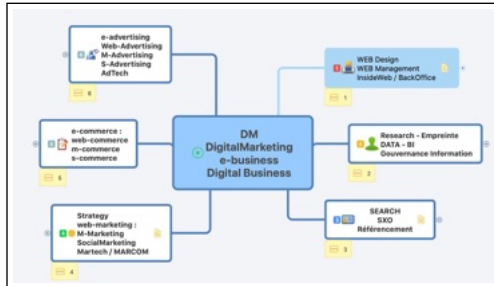 e-advertising
Web-Advertising
M-Advertising
S-Advertising
AdTech
6
WEB Design
WEB Management
InsideWeb / BackOffice
1
DM
DigitalMarketing
e-business
Digital Business
e-commerce :
web-commerce
m-commerce
s-commerce
5
Research - Empreinte
DATA - BI
Gouvernance Information
2
Strategy
web-marketing :
M-Marketing
SocialMarketing
Martech / MARCOM
4
SEARCH
SXO
Référencement
3